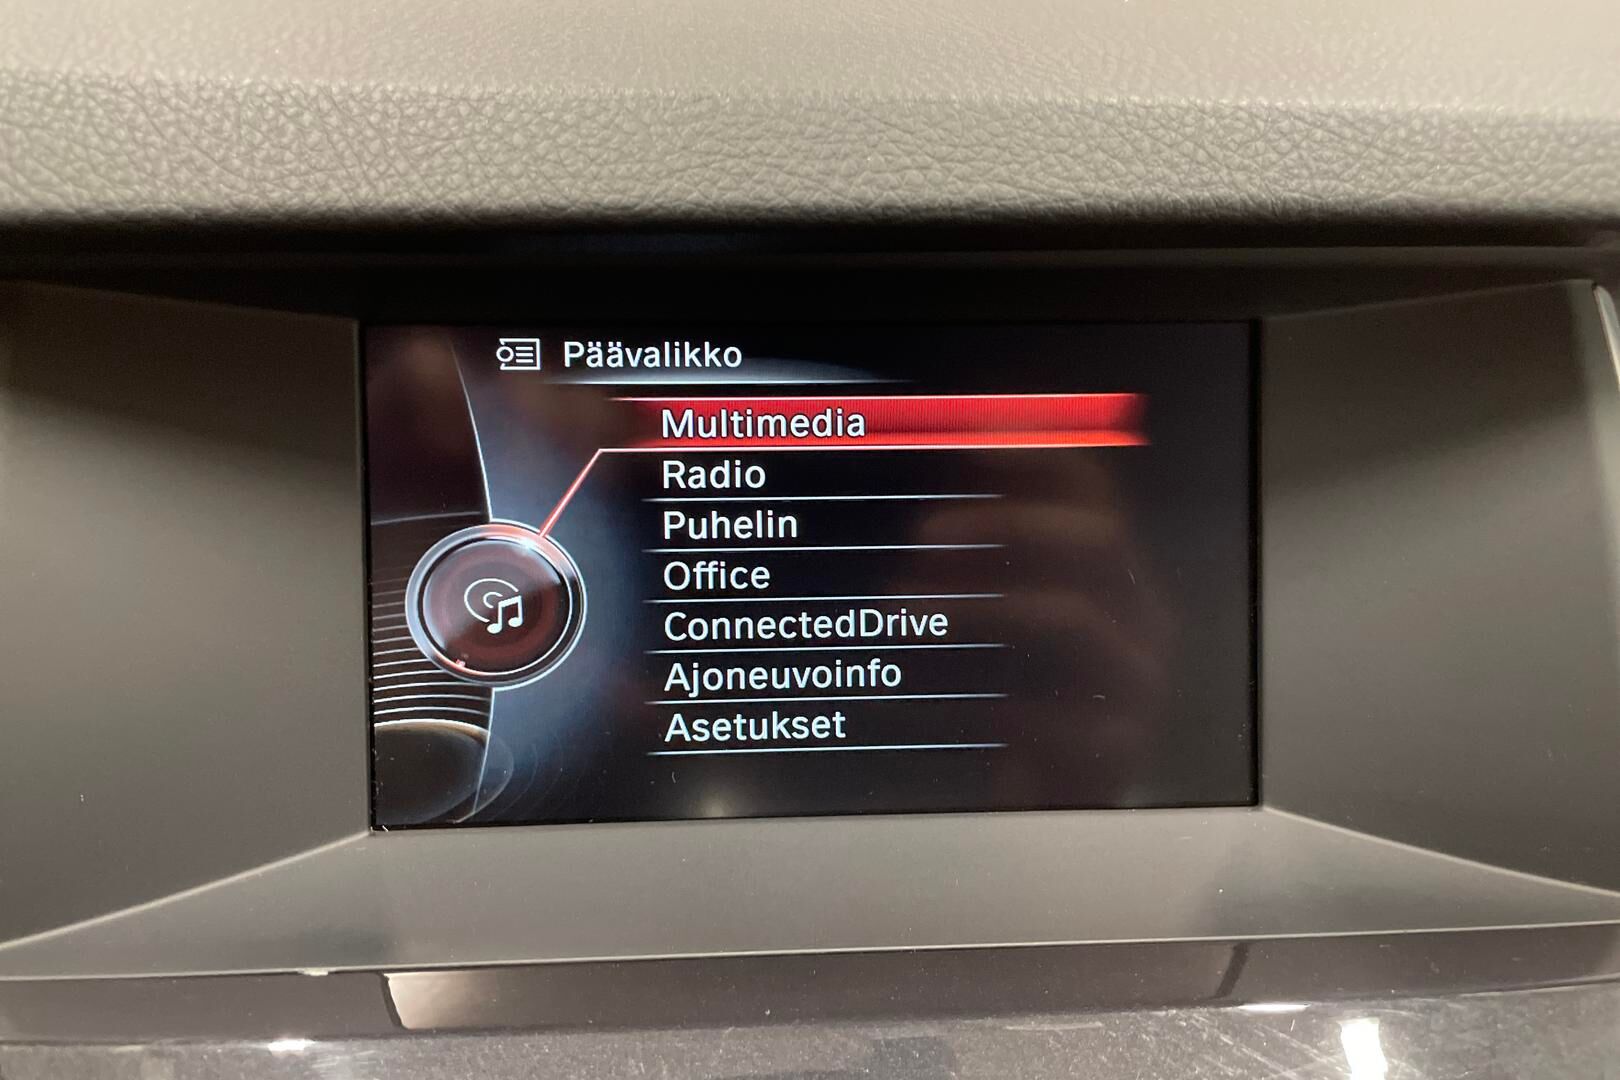 Päävalikko
Multimedia
Radio
Puhelin
Office
ConnectedDrive
Ajoneuvoinfo
Asetukset